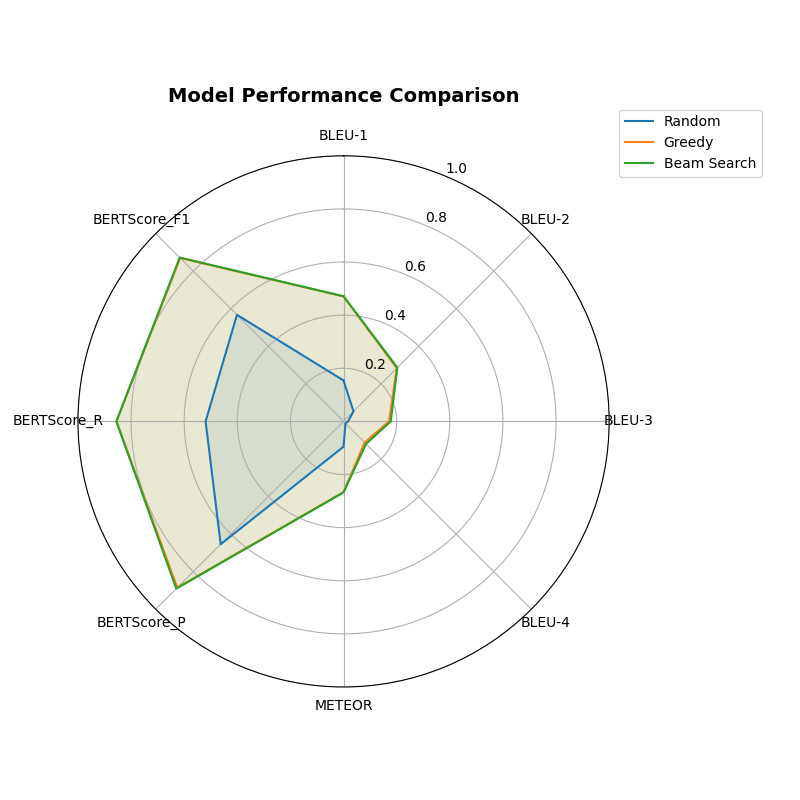 Model Performance Comparison
Random
Greedy
Beam Search
BLEU-1
1.0
BERTScore_F1
0.8
BLEU-2
0.6
0.4
0.2
BERTScore_R
BLEU-3
BERTScore_P
BLEU-4
METEOR